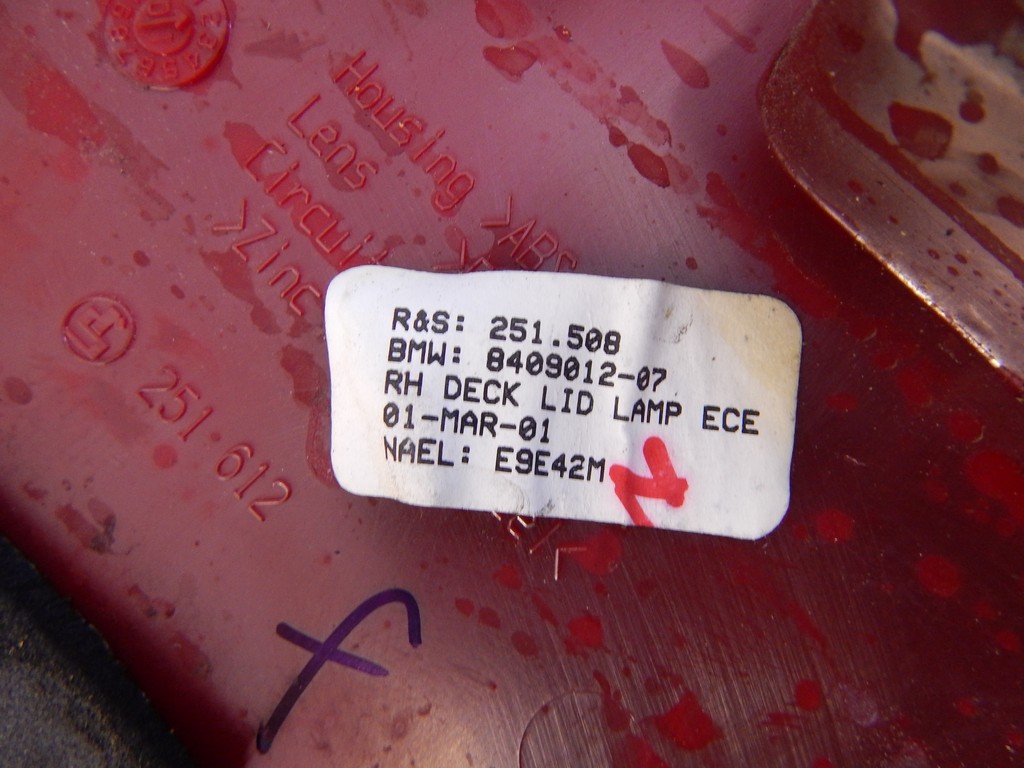 Housing >ABS
Lens
Circuit
>Zinc
251·612
R&S: 251.508
BMW: 8409012-07
RH DECK LID LAMP ECE
01-MAR-01
NAEL: E9E42M